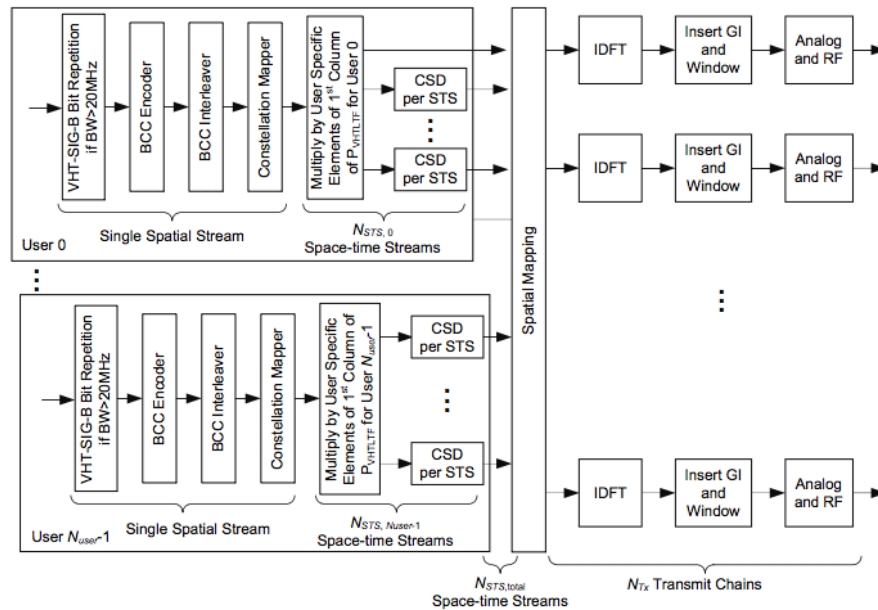 VHT-SIG-B Bit Repetition
if BW>20MHz
BCC Encoder
BCC Interleaver
Constellation Mapper
Multiply by User Specific
Elements of 1st Column
of PVHTLTF for User 0
CSD
per STS
CSD
per STS
Single Spatial Stream
NSTS, 0
Space-time Streams
User 0
VHT-SIG-B Bit Repetition
if BW>20MHz
BCC Encoder
BCC Interleaver
Constellation Mapper
Multiply by User Specific
Elements of 1st Column of
PVHTLTF for User Nuser-1
CSD
per STS
CSD
per STS
Single Spatial Stream
NSTS, Nuser-1
Space-time Streams
User Nuser-1
Spatial Mapping
NSTS,total
Space-time Streams
IDFT
Insert GI
and
Window
Analog
and RF
IDFT
Insert GI
and
Window
Analog
and RF
IDFT
Insert GI
and
Window
Analog
and RF
NTx Transmit Chains